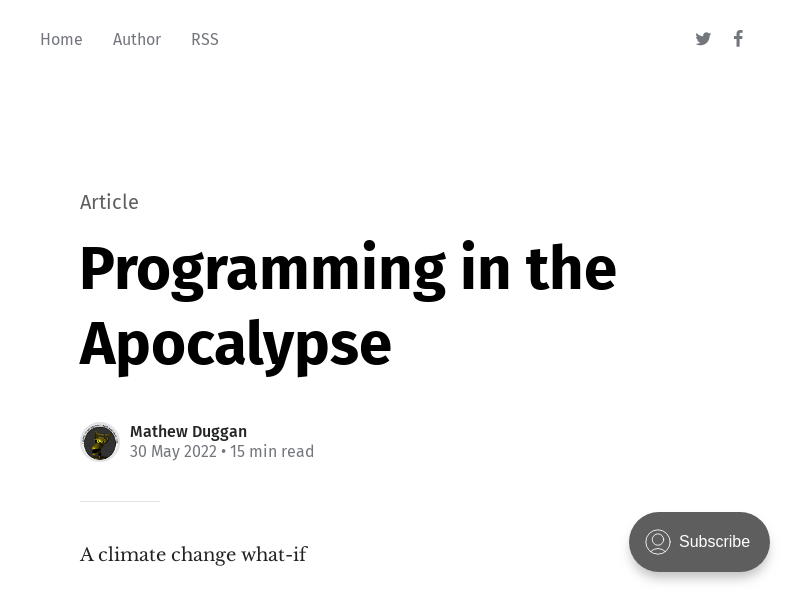 Home Author RSS
Article
Programming in the
Apocalypse
Mathew Duggan
30 May 2022 • 15 min read
A climate change what-if
Subscribe